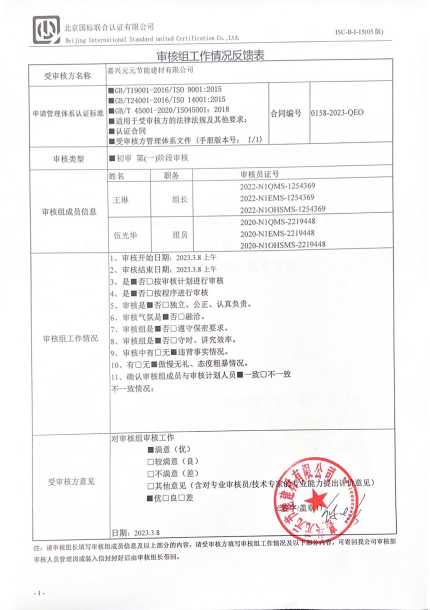 北京国标联合认证有限公司
Beijing International Standard united Certification Co.,Ltd.
ISC-B-I-15(05版)
审核组工作情况反馈表
受审核方名称
嘉兴元元节能建材有限公司
申请管理体系认证标准
■GB/T19001-2016/ISO 9001:2015
■GB/T24001-2016/ISO 14001:2015
■GB/T 45001-2020/ISO45001：2018
■适用于受审核方的法律法规及其他要求；
■认证合同
■受审核方管理体系文件（手册版本号： 1/1）
合同编号
0158-2023-QEO
审核类型
■初审 第(一)阶段审核
审核组成员信息
姓名 职务 审核员证号
王琳 组长
2022-N1QMS-1254369
2022-N1EMS-1254369
2022-N1OHSMS-1254369
伍光华 组员
2020-N1QMS-2219448
2020-N1EMS-2219448
2020-N1OHSMS-2219448
审核组工作情况
1、审核开始日期：2023.3.8 上午
2、审核结束日期：2023.3.8 上午
3、是■否□按审核计划进行审核
4、是■否□按程序进行审核
5、审核是■否□独立、公正、认真负责。
6、审核气氛是■否□融洽。
7、审核组是■否□遵守保密要求。
8、审核组是■否□守时、讲究效率。
9、审核中有□无■违背事实情况。
10、有□无■傲慢无礼、态度粗暴情况。
11、确认审核组成员与审核计划人员■一致□不一致
不一致情况：
受审核方意见
对审核组审核工作
■满意（优）
□较满意（良）
□不满意（差）
□其他意见（含对专业审核员/技术专家的专业能力提出评价意见）
■优□良□差
签字/盖章
日期：2023.3.8
注：请审核组长填写审核组成员信息及以上部分的内容，请受审核方填写审核组工作情况及以下部分内容，可寄回我公司审核部
审核人员管理岗或装入信封封好后由审核组长带回。
- 1 -